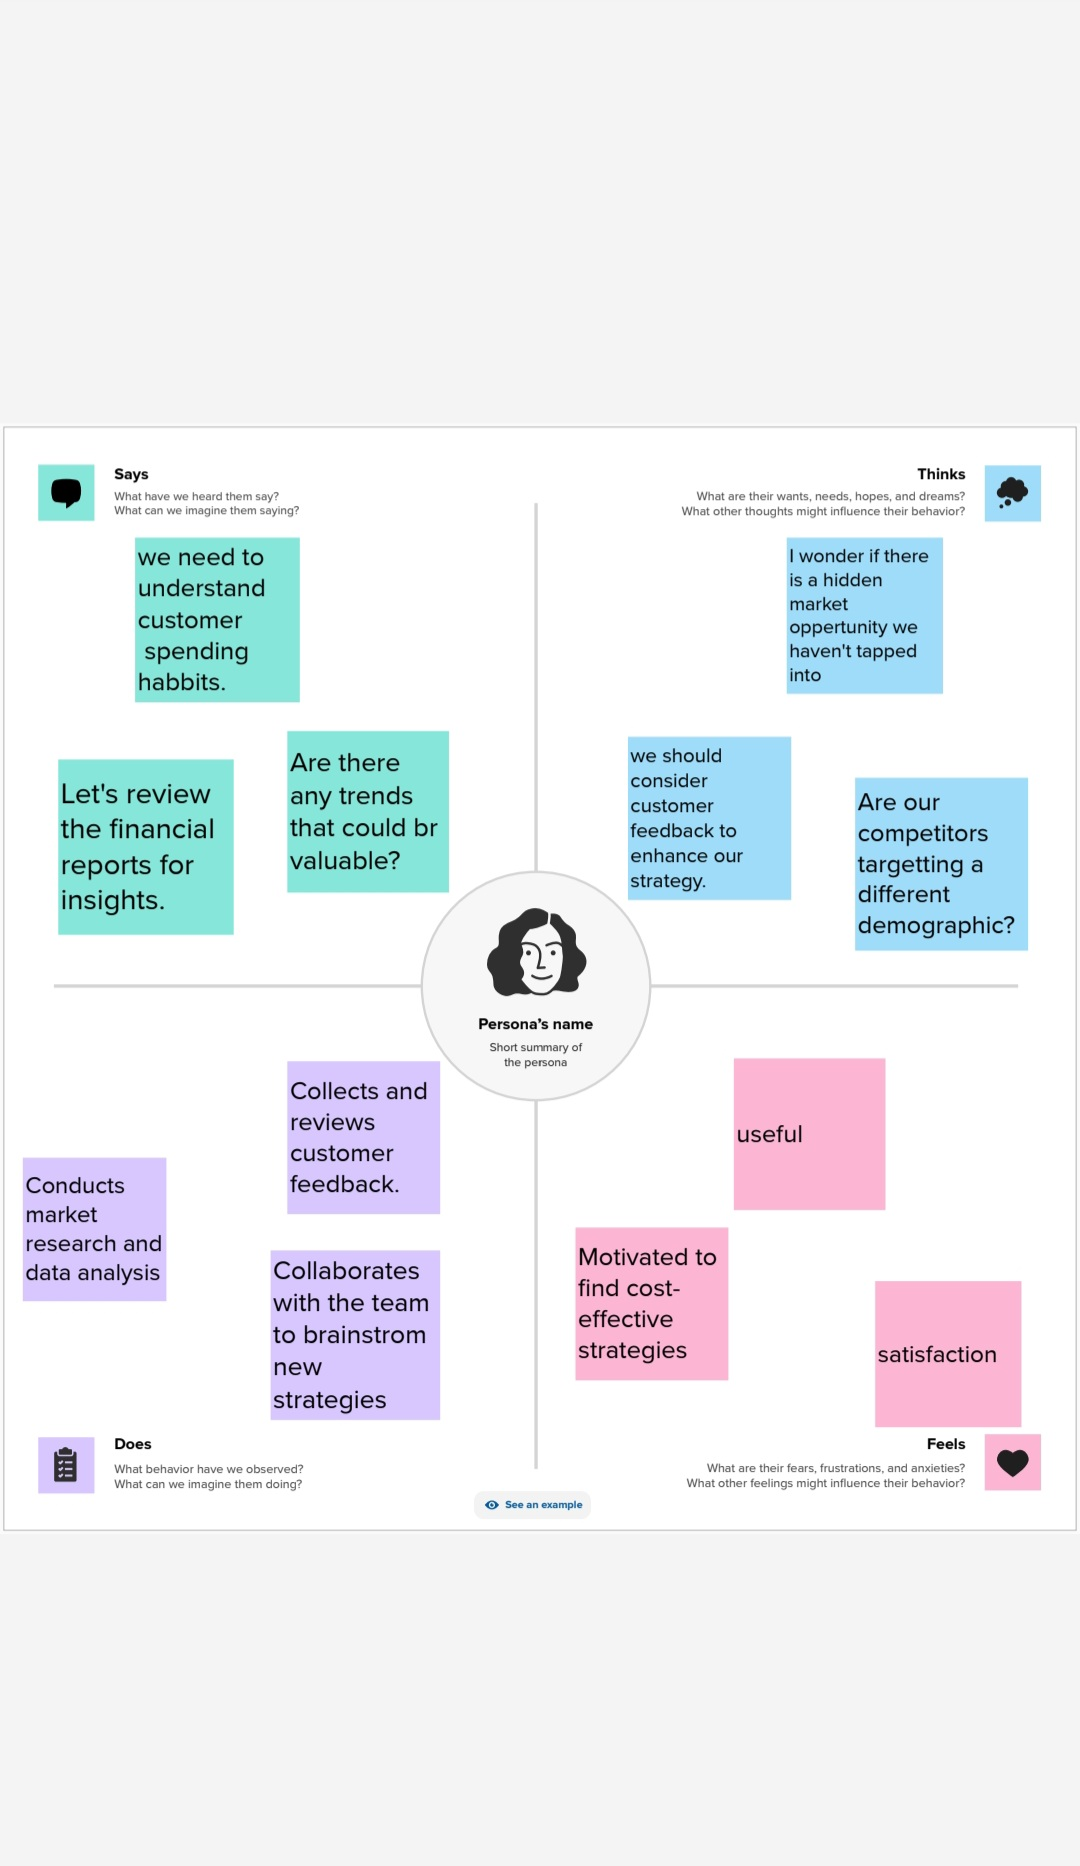 Says
What have we heard them say?
What can we imagine them saying?
Thinks
What are their wants, needs, hopes, and dreams?
What other thoughts might influence their behavior?
we need to
understand
customer
spending
habbits.
I wonder if there
is a hidden
market
oppertunity we
haven't tapped
into
Let's review
the financial
reports for
insights.
Are there
any trends
that could br
valuable?
we should
consider
customer
feedback to
enhance our
strategy.
Are our
competitors
targetting a
different
demographic?
Persona's name
Short summary of
the persona
Conducts
market
research and
data analysis
Collects and
reviews
customer
feedback.
Collaborates
with the team
to brainstrom
new
strategies
useful
Motivated to
find cost-
effective
strategies
satisfaction
Does
What behavior have we observed?
What can we imagine them doing?
Feels
What are their fears, frustrations, and anxieties?
What other feelings might influence their behavior?
See an example